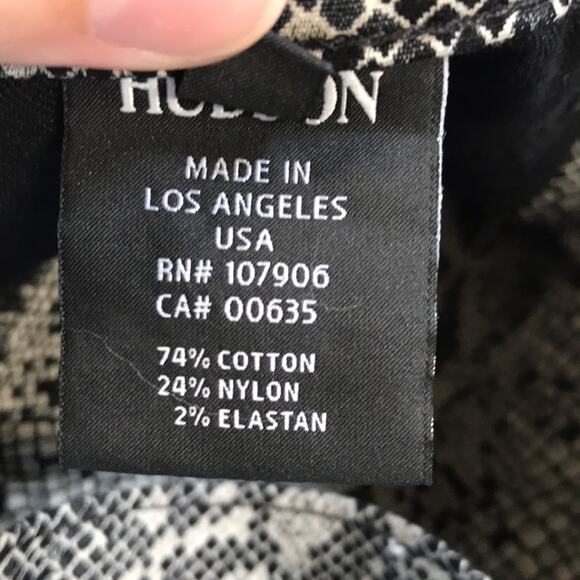 MADE IN
LOS ANGELES
USA
RN# 107906
CA# 00635
74% COTTON
24% NYLON
2% ELASTAN